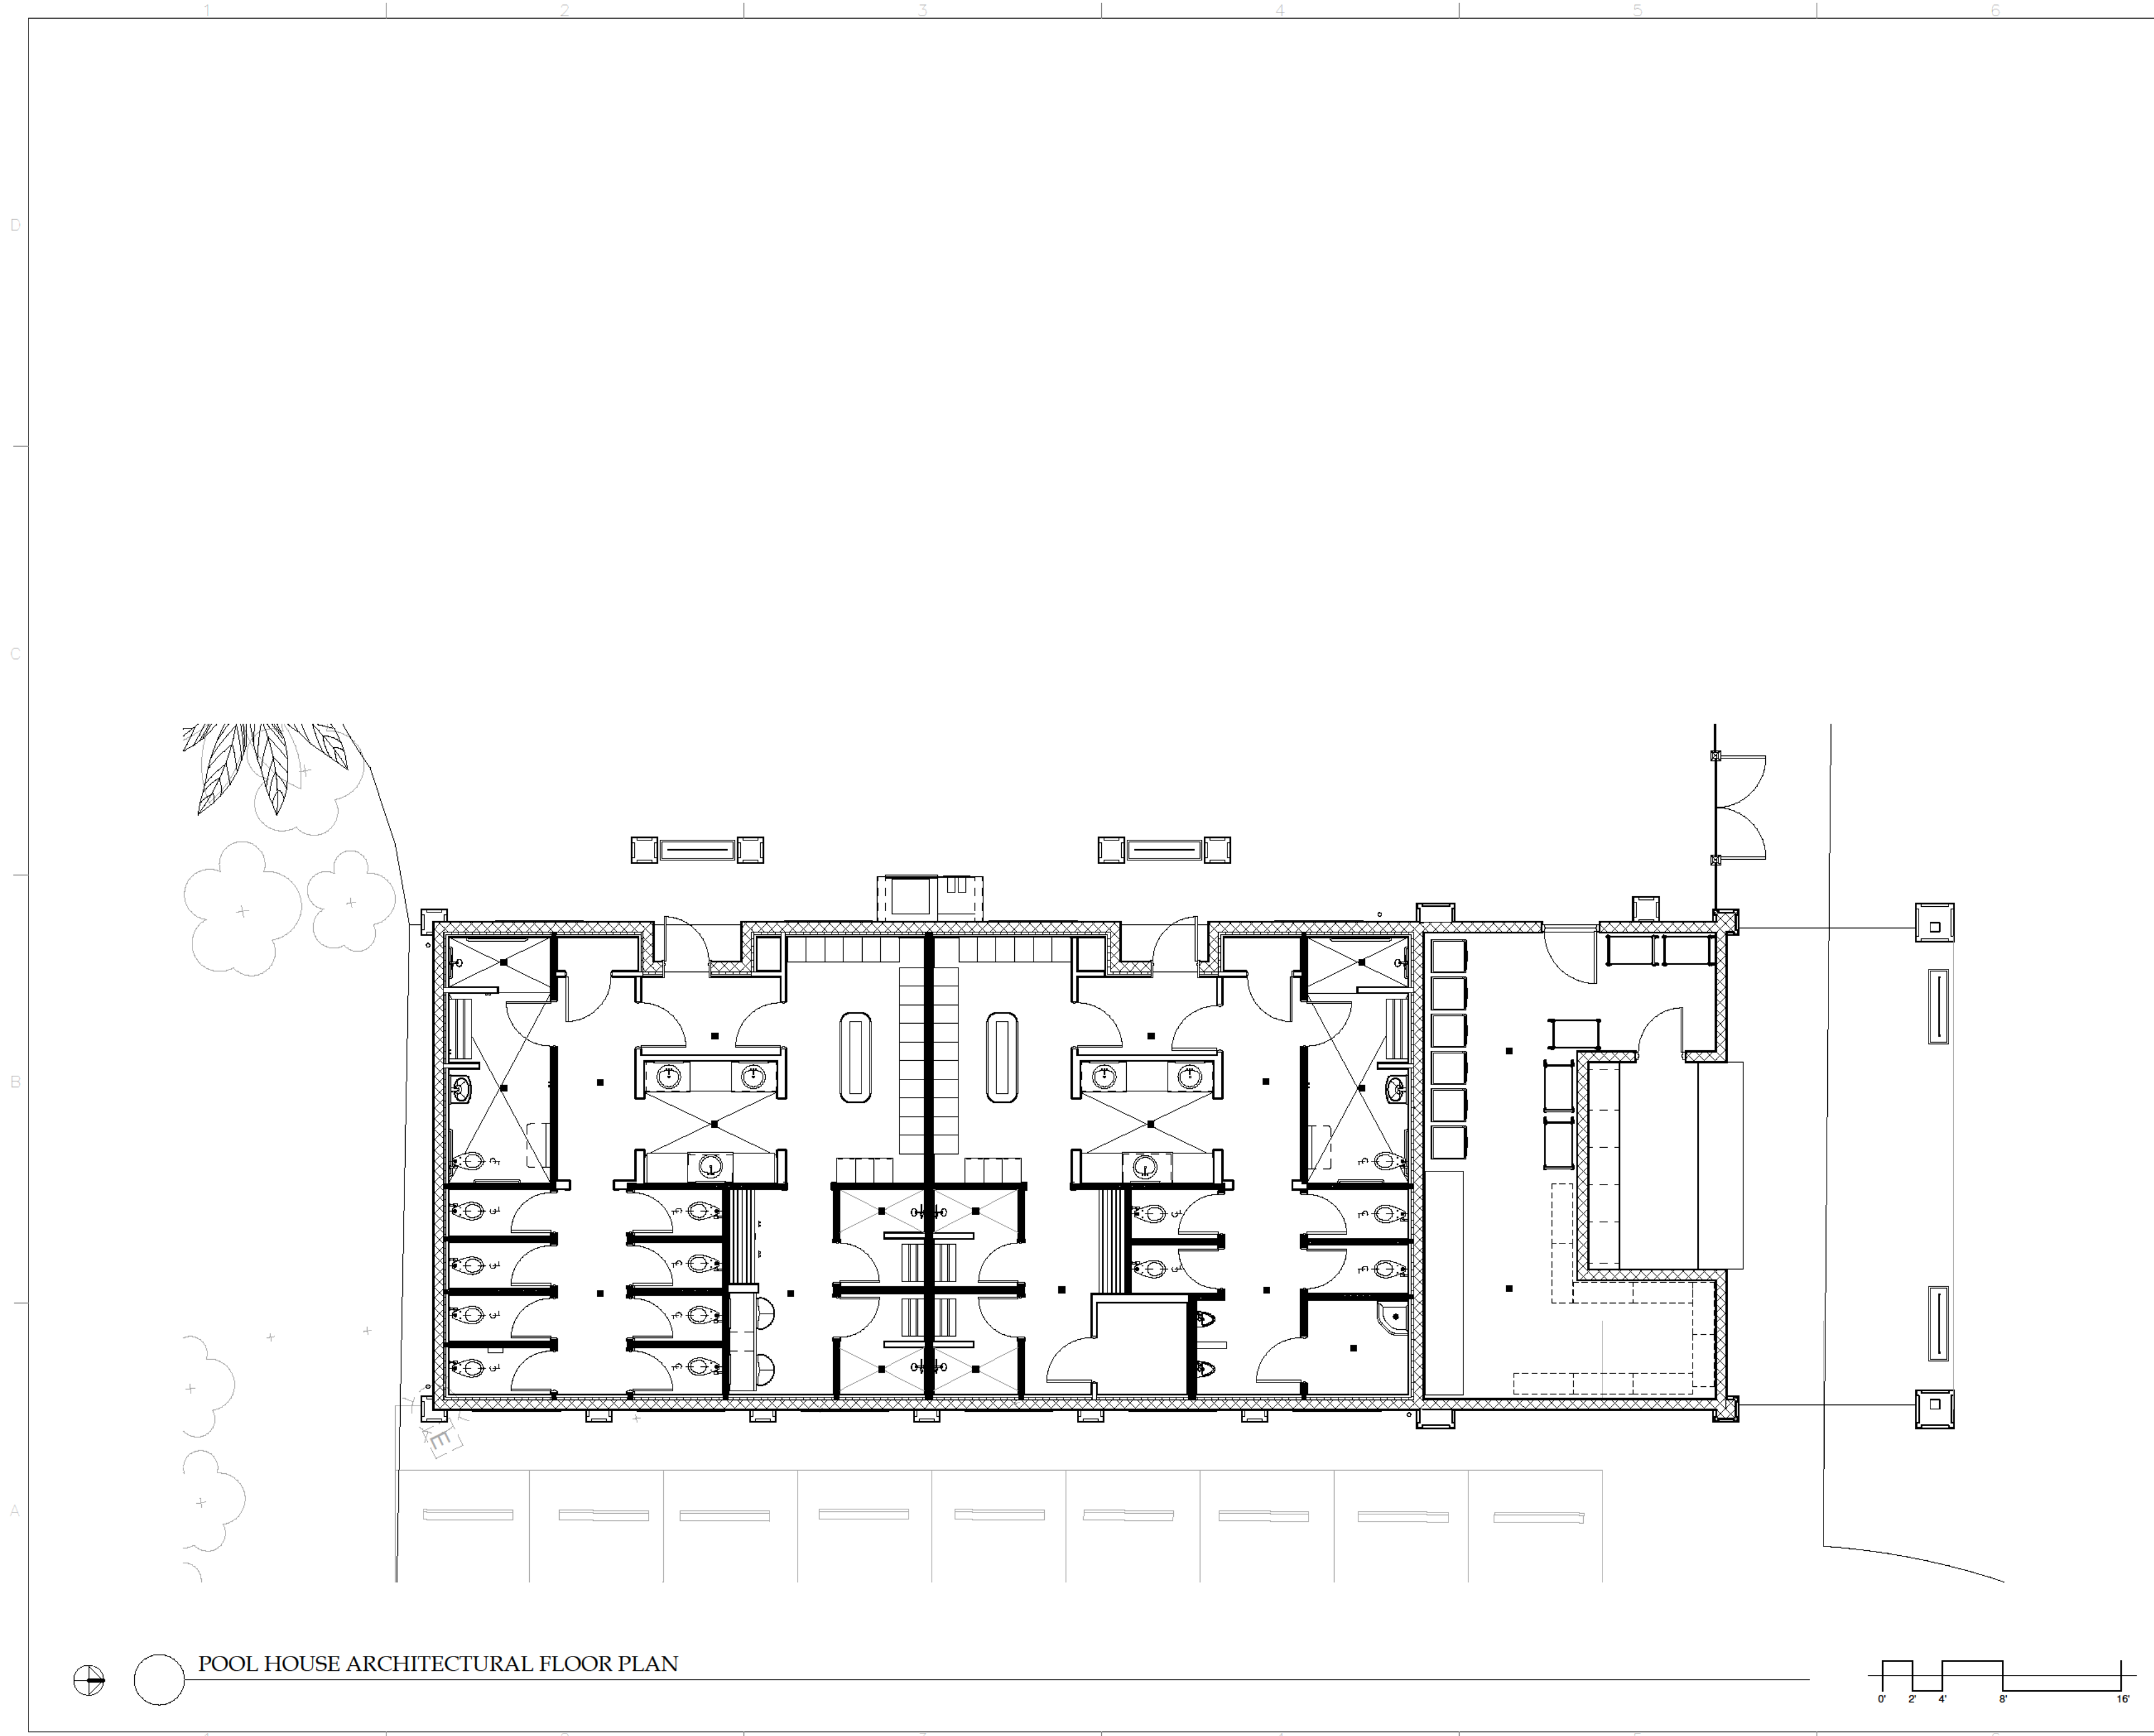 1 2 3 4 5 6
D
C
B
A
POOL HOUSE ARCHITECTURAL FLOOR PLAN
0' 2' 4' 8' 16'